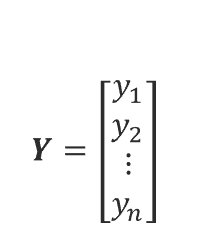 y₁
y₂
Y = ⋮
yₙ